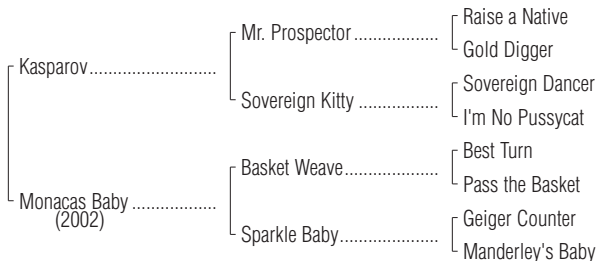 Raise a Native
Mr. Prospector..................
Gold Digger
Kasparov...........................
Sovereign Dancer
Sovereign Kitty .................
I'm No Pussycat
Best Turn
Basket Weave....................
Pass the Basket
Monacas Baby ..................
(2002)
Geiger Counter
Sparkle Baby.....................
Manderley's Baby